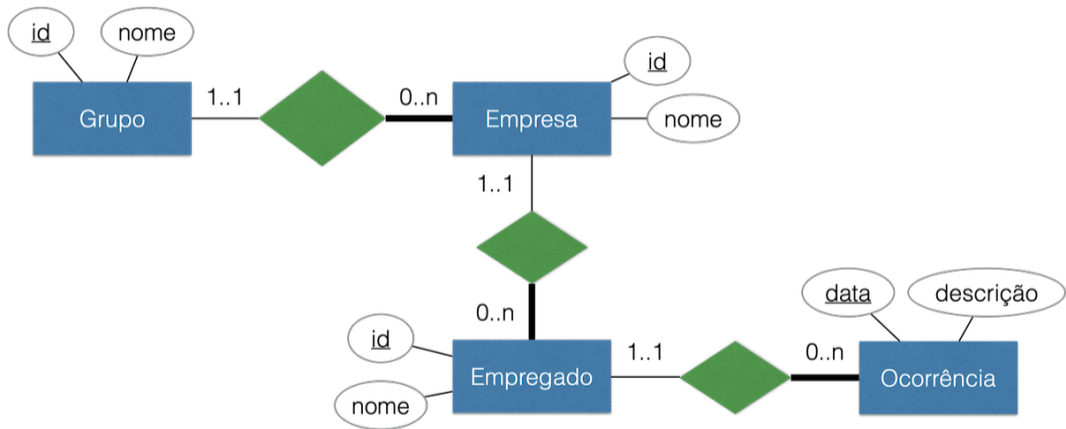 id
nome
Grupo
1..1
0..n
Empresa
id
nome
1..1
0..n
id
nome
Empregado
1..1
0..n
data
descrição
Ocorrência